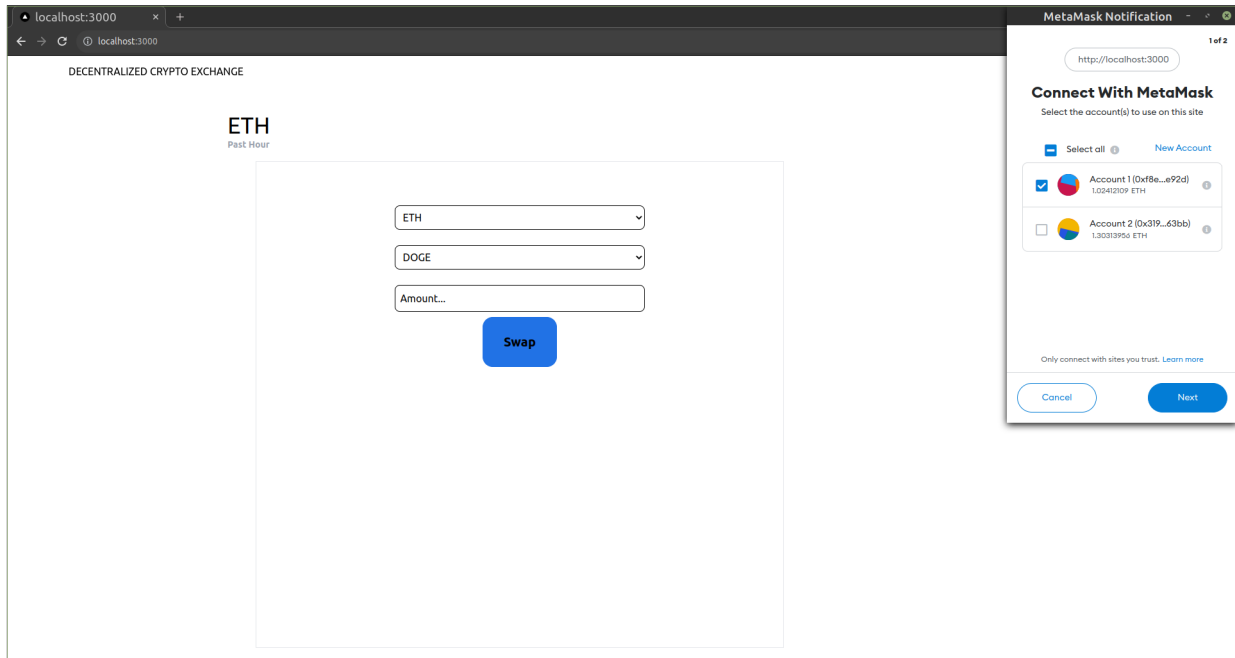 localhost:3000
localhost:3000
DECENTRALIZED CRYPTO EXCHANGE
ETH
Past Hour
ETH
DOGE
Amount...
Swap
MetaMask Notification
1 of 2
http://localhost:3000
Connect With MetaMask
Select the account(s) to use on this site
Select all New Account
Account 1 (0xf8e...e92d)
1.02412109 ETH
Account 2 (0x319...63bb)
1.30313956 ETH
Only connect with sites you trust. Learn more
Cancel Next